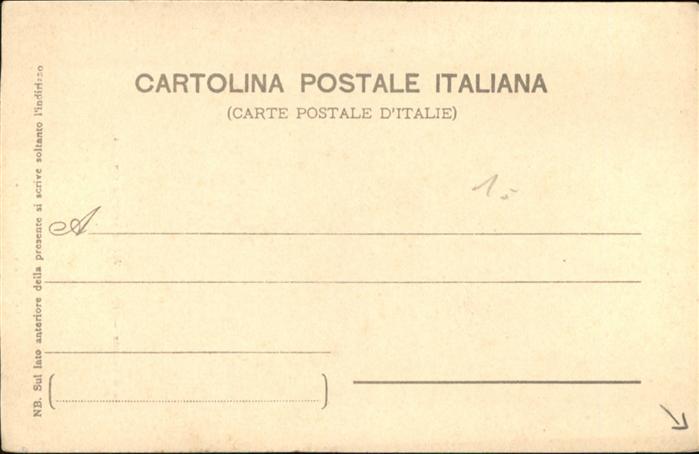 CARTOLINA POSTALE ITALIANA
(CARTE POSTALE D'ITALIE)
1.-
A
NB. Sul lato anteriore della presente si scrive soltanto l'indirizzo